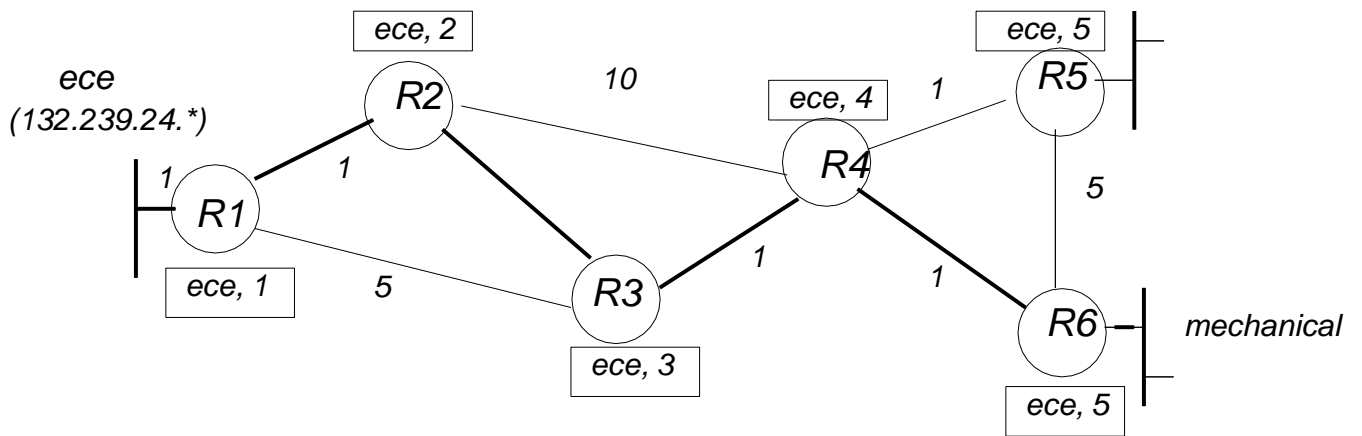 ece, 2
ece, 5
ece
(132.239.24.*)
R2
10
ece, 4
1
R5
1
1
R4
5
R1
ece, 1
5
R3
1
1
R6
mechanical
ece, 3
ece, 5